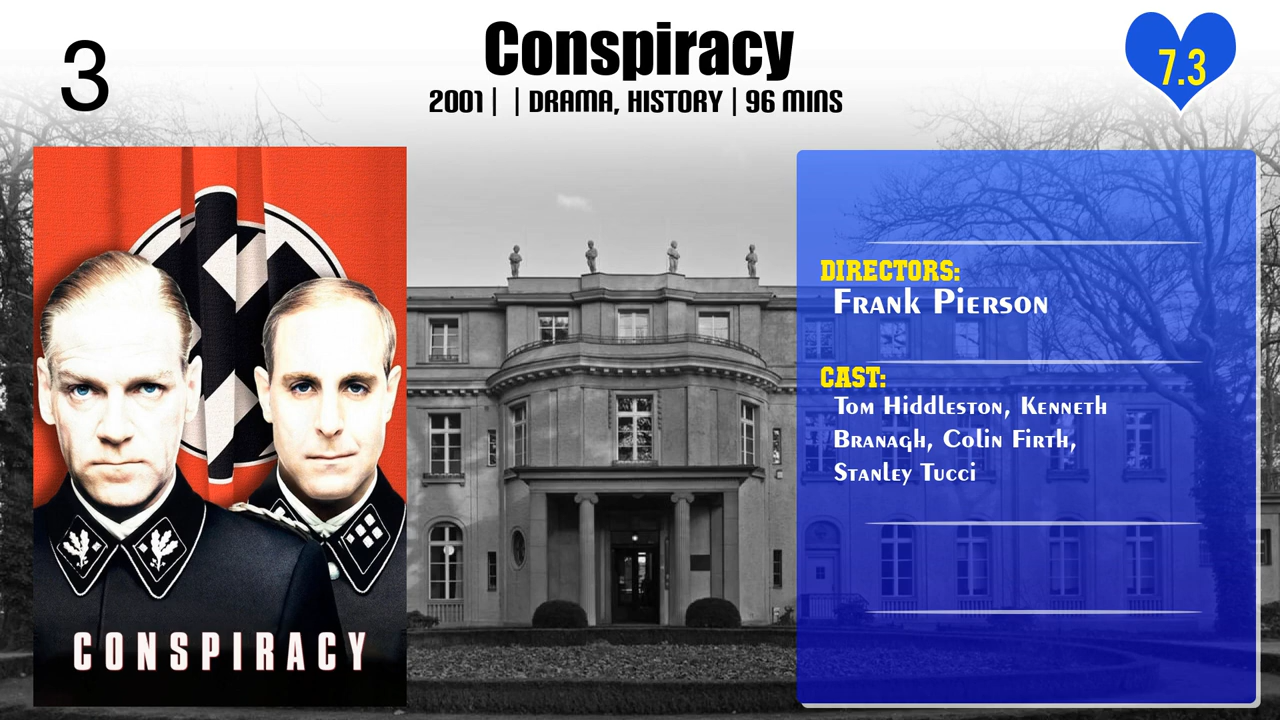 3
Conspiracy
7.3
2001 | | DRAMA, HISTORY | 96 MINS
DIRECTORS:
Frank Pierson
CAST:
Tom Hiddleston, Kenneth
Branagh, Colin Firth,
Stanley Tucci
CONSPIRACY